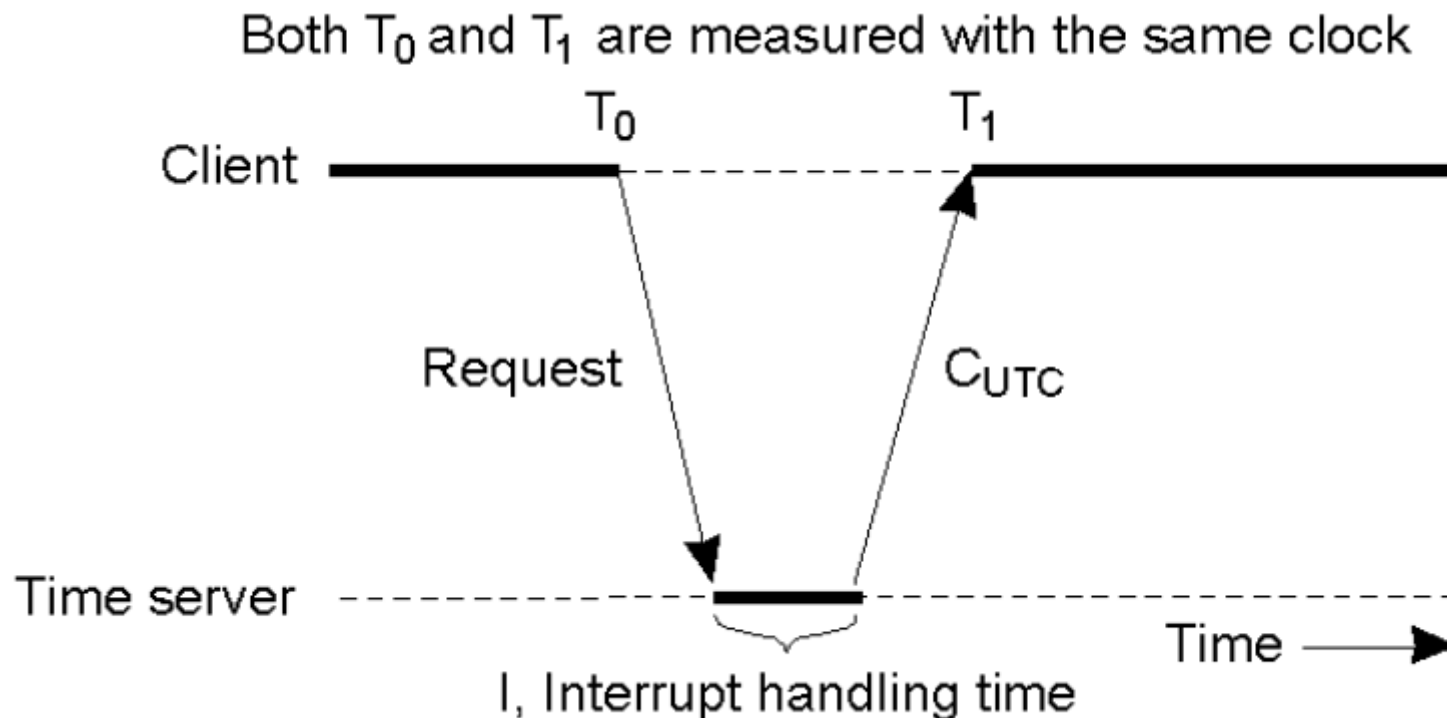 Both T₀ and T₁ are measured with the same clock
T₀
T₁
Client
Request
C_UTC
Time server
Time
I, Interrupt handling time